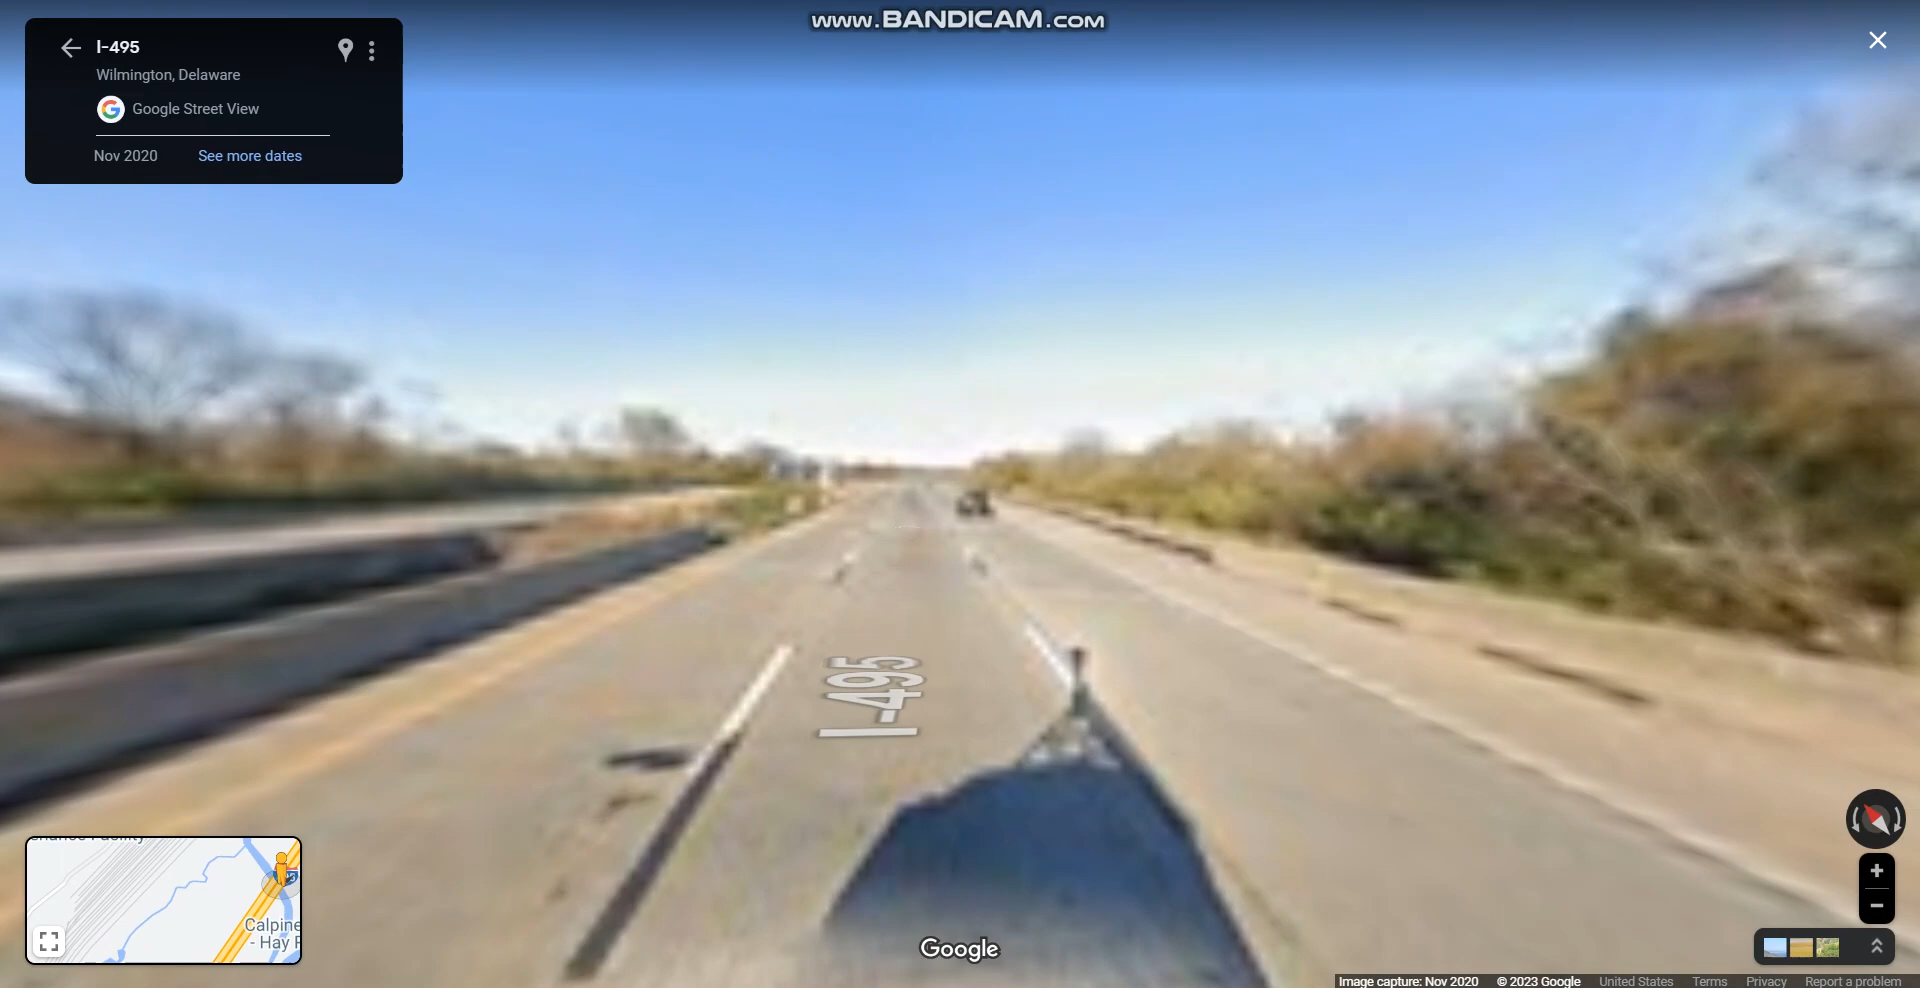 www.BANDICAM.com
I-495
Wilmington, Delaware
Google Street View
Nov 2020
See more dates
I-495
Calpine
- Hay
Google
Image capture: Nov 2020
© 2023 Google
United States
Terms
Privacy
Report a problem